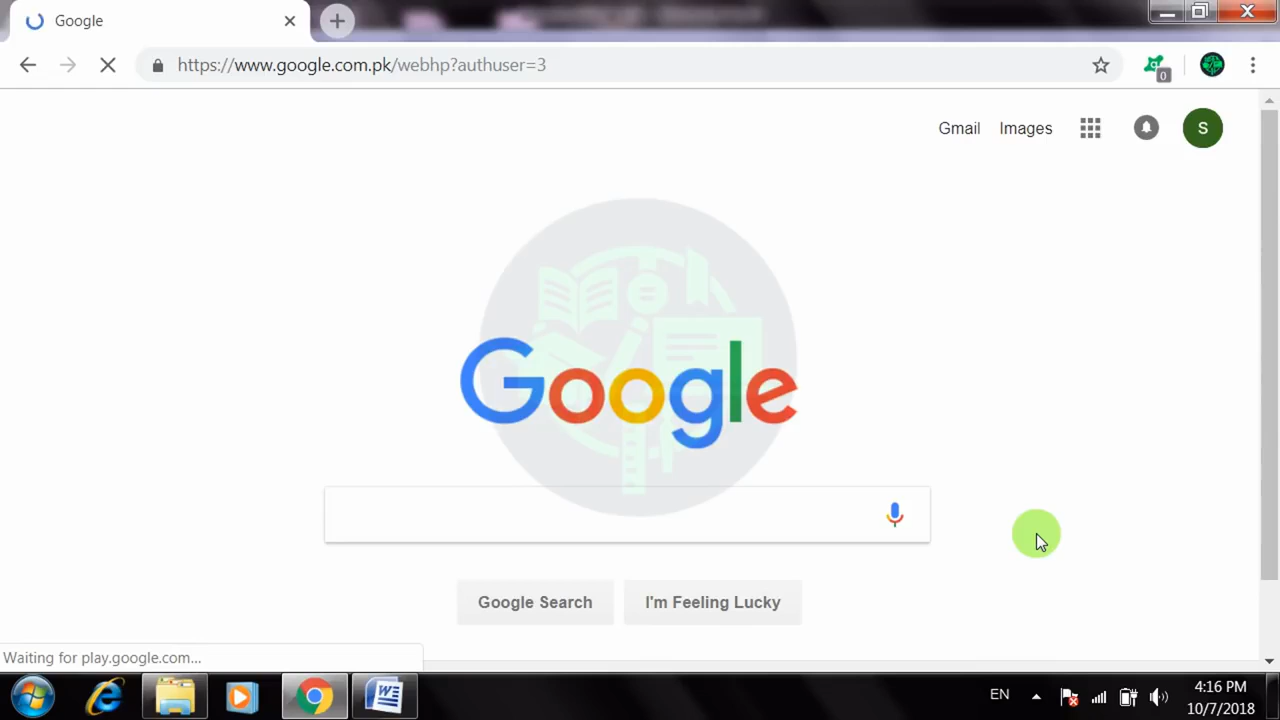 Google
https://www.google.com.pk/webhp?authuser=3
0
Gmail Images S
Google
Google Search I'm Feeling Lucky
Waiting for play.google.com...
EN 4:16 PM
10/7/2018